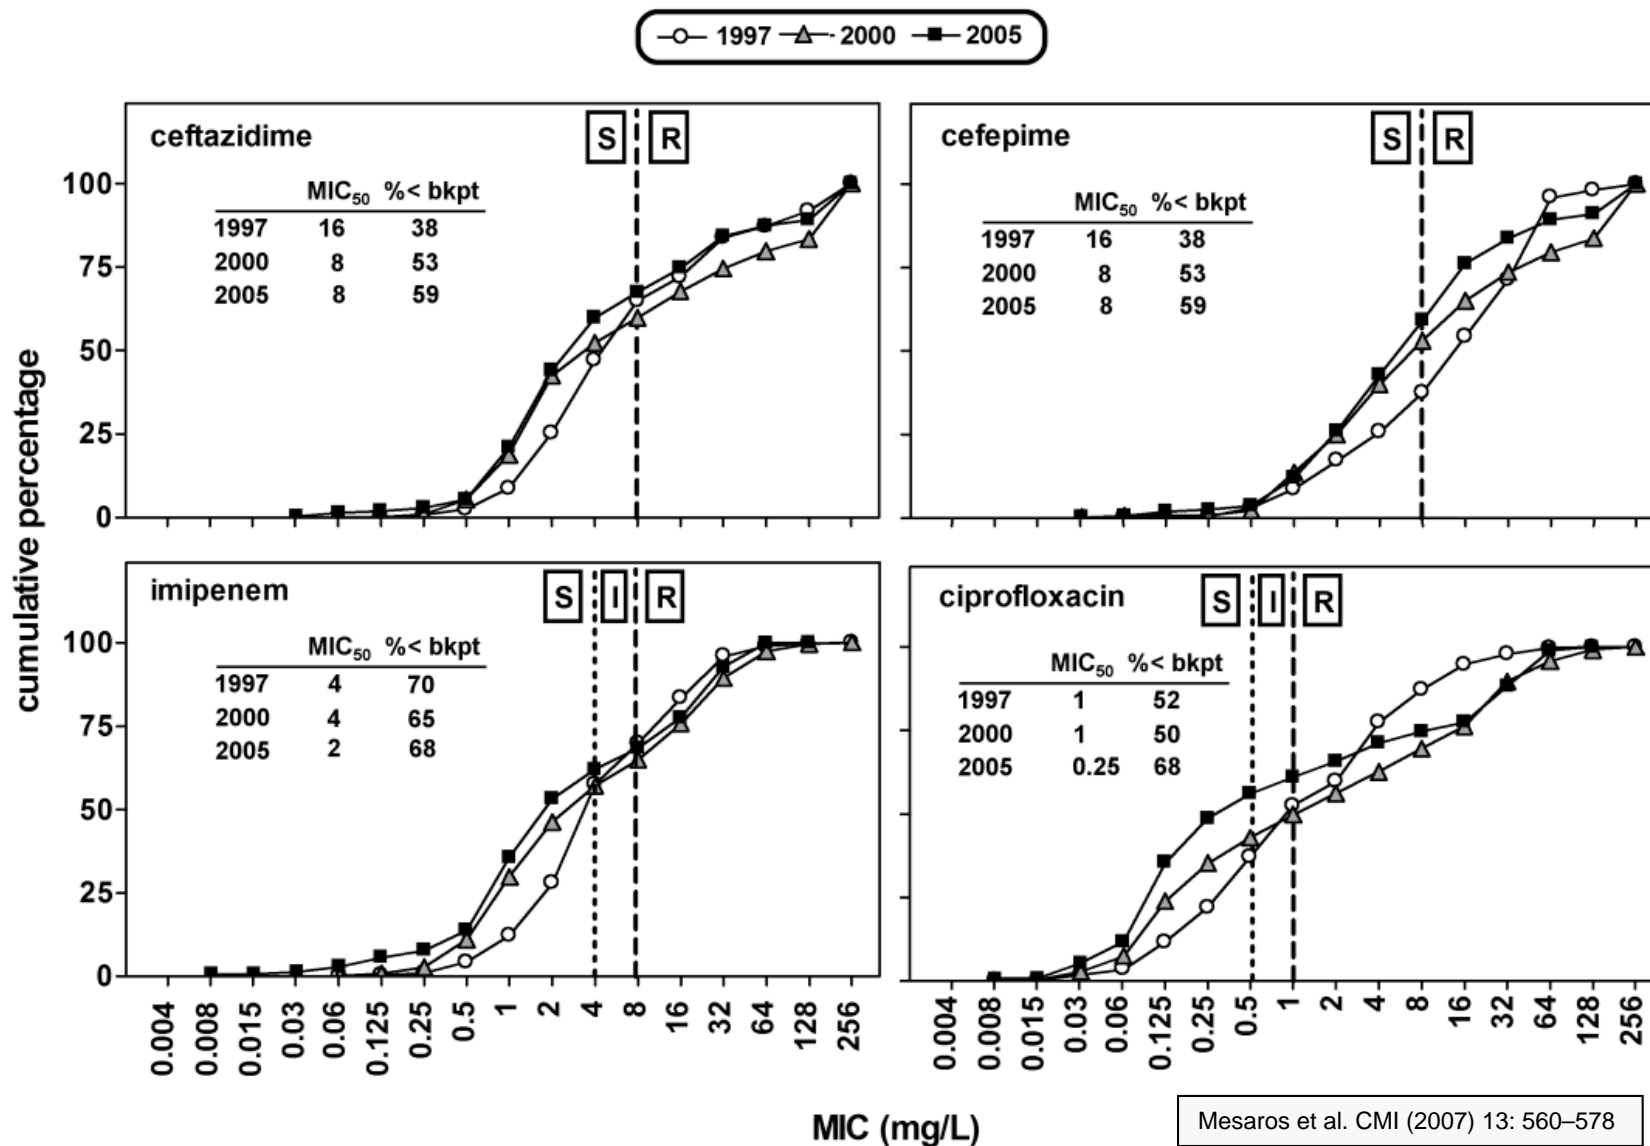 1997 2000 2005
ceftazidime
S R
MIC50 %< bkpt
1997 16 38
2000 8 53
2005 8 59
100
75
50
25
0
cefepime
S R
MIC50 %< bkpt
1997 16 38
2000 8 53
2005 8 59
cumulative percentage
imipenem
S I R
MIC50 %< bkpt
1997 4 70
2000 4 65
2005 2 68
100
75
50
25
0
0.004 0.008 0.015 0.03 0.06 0.125 0.25 0.5 1 2 4 8 16 32 64 128 256
ciprofloxacin
S I R
MIC50 %< bkpt
1997 1 52
2000 1 50
2005 0.25 68
0.004 0.008 0.015 0.03 0.06 0.125 0.25 0.5 1 2 4 8 16 32 64 128 256
MIC (mg/L)
Mesaros et al. CMI (2007) 13: 560–578